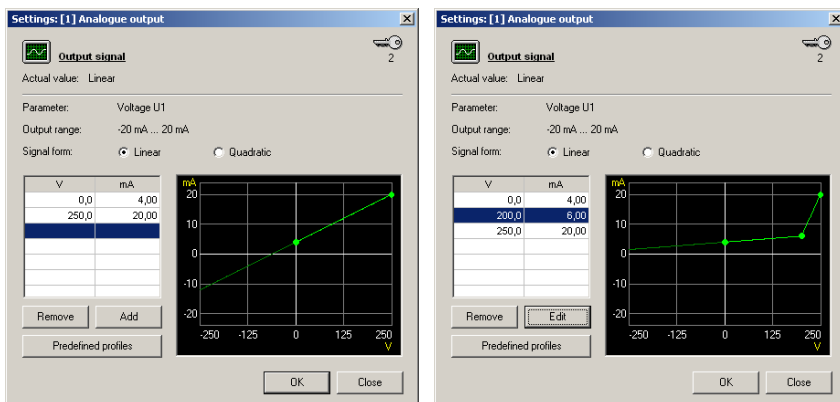 Settings: [1] Analogue output
Output signal
2
Actual value: Linear
Parameter: Voltage U1
Output range: -20 mA ... 20 mA
Signal form: Linear Quadratic
V mA
0,0 4,00
250,0 20,00
Remove Add
Predefined profiles
mA
20
10
0
-10
-20
-250 -125 0 125 250
V
OK Close
Settings: [1] Analogue output
Output signal
2
Actual value: Linear
Parameter: Voltage U1
Output range: -20 mA ... 20 mA
Signal form: Linear Quadratic
V mA
0,0 4,00
200,0 6,00
250,0 20,00
Remove Edit
Predefined profiles
mA
20
10
0
-10
-20
-250 -125 0 125 250
V
OK Close